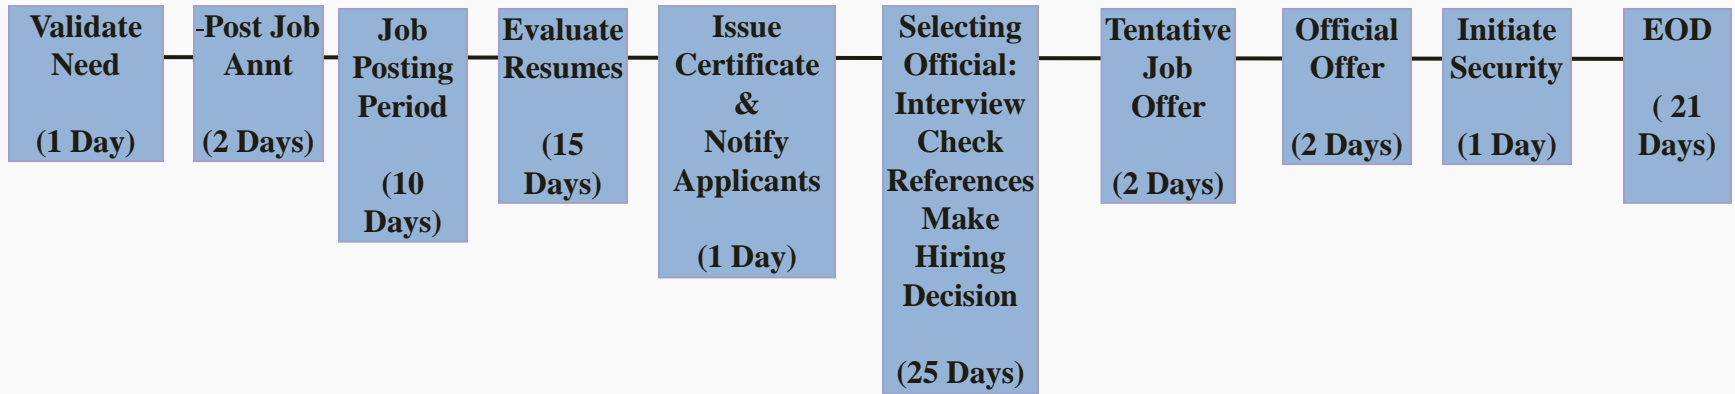 Validate
Need
(1 Day)
-Post Job
Annt
(2 Days)
Job
Posting
Period
(10
Days)
Evaluate
Resumes
(15
Days)
Issue
Certificate
&
Notify
Applicants
(1 Day)
Selecting
Official:
Interview
Check
References
Make
Hiring
Decision
(25 Days)
Tentative
Job
Offer
(2 Days)
Official
Offer
(2 Days)
Initiate
Security
(1 Day)
EOD
( 21
Days)